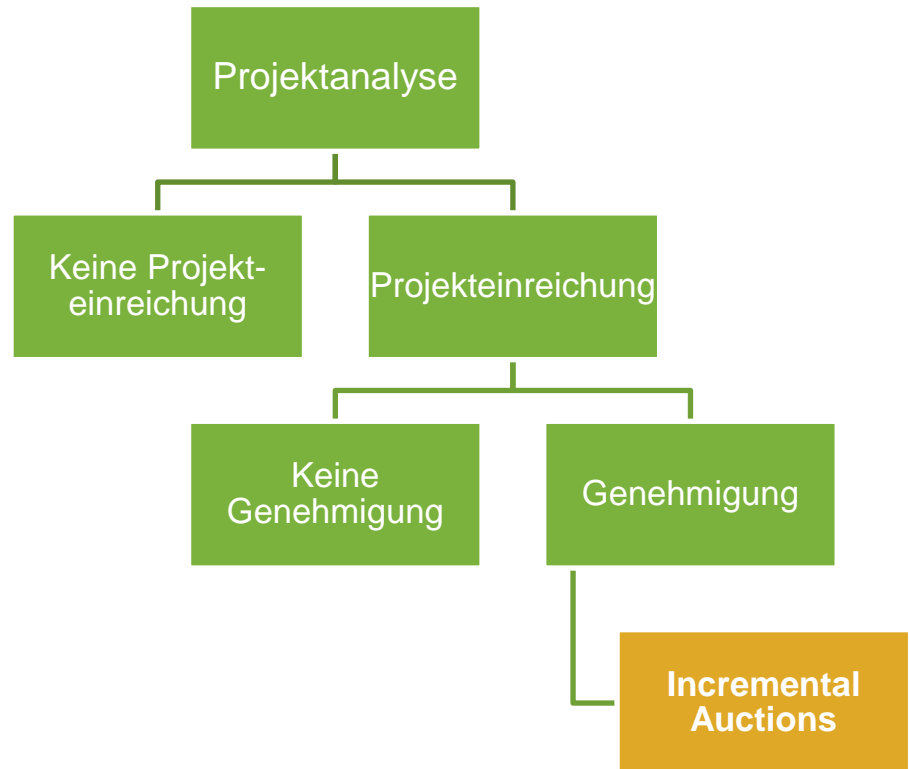 Projektanalyse
Keine Projekt-
einreichung
Projekteinreichung
Keine
Genehmigung
Genehmigung
Incremental
Auctions